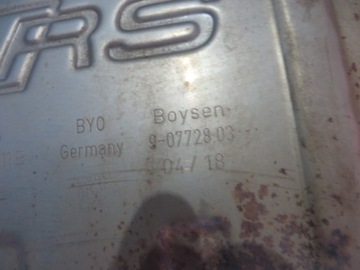 RS
BYO Boysen
Germany 9-07728-03
04/18